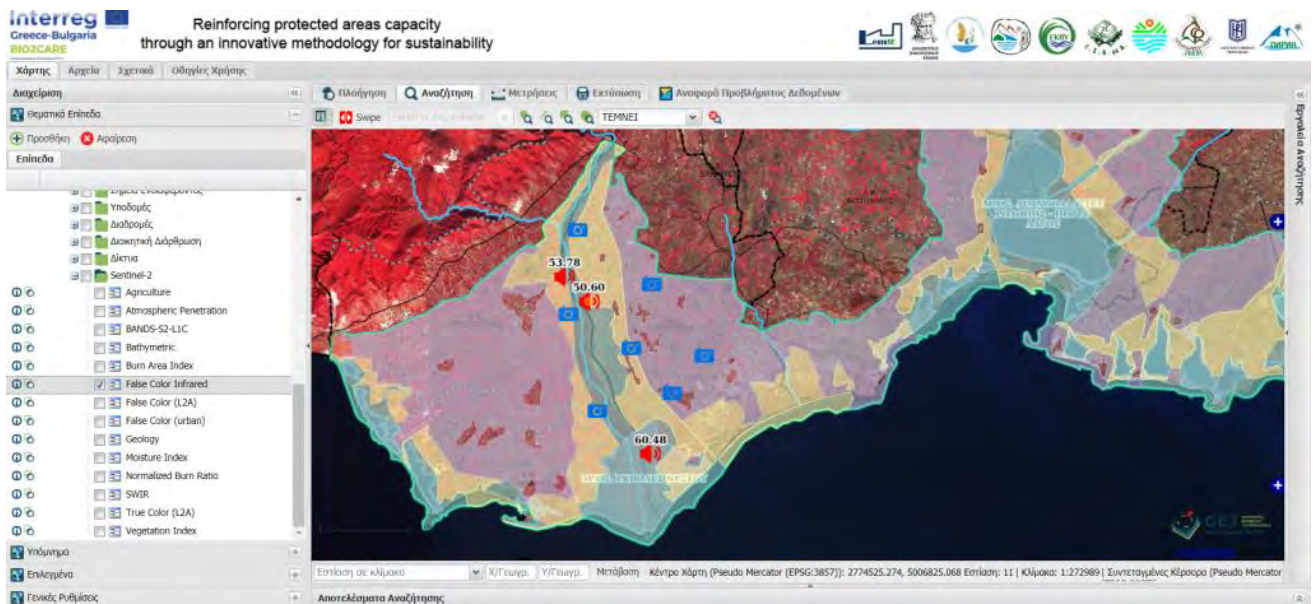 Interreg
Greece-Bulgaria
BIO2CARE
Reinforcing protected areas capacity
through an innovative methodology for sustainability
Χάρτης Αρχεία Σχετικά Οδηγίες Χρήσης
Διαχείριση
Πλοήγηση Αναζήτηση Μετρήσεις Εκτύπωση Αναφορά Προβλήματος Δεδομένων
Θεματικά Επίπεδα
Swipe ΤΕΜΝΕΙ
Προσθήκη Αφαίρεση
Επίπεδα
Εργαλεία Αναζήτησης
Σημεία Ενδιαφέροντος
Υποδομές
Διαδρομές
Διοικητική Διάρθρωση
Δίκτυα
Sentinel-2
Agriculture
Atmospheric Penetration
BANDS-S2-L1C
Bathymetric
Burn Area Index
False Color Infrared
False Color (L2A)
False Color (urban)
Geology
Moisture Index
Normalized Burn Ratio
SWIR
True Color (L2A)
Vegetation Index
53.78
50.60
60.48
GET
Υπόμνημα
Επιλεγμένα
Γενικές Ρυθμίσεις
Εστίαση σε κλίμακα Χ/Γεωγρ. Υ/Γεωγρ. Μετάβαση Κέντρο Χάρτη (Pseudo Mercator (EPSG:3857)): 2774525.274, 5006825.068 Εστίαση: 11 | Κλίμακα: 1:272989 | Συντεταγμένες Κέρσορα (Pseudo Mercator
Αποτελέσματα Αναζήτησης